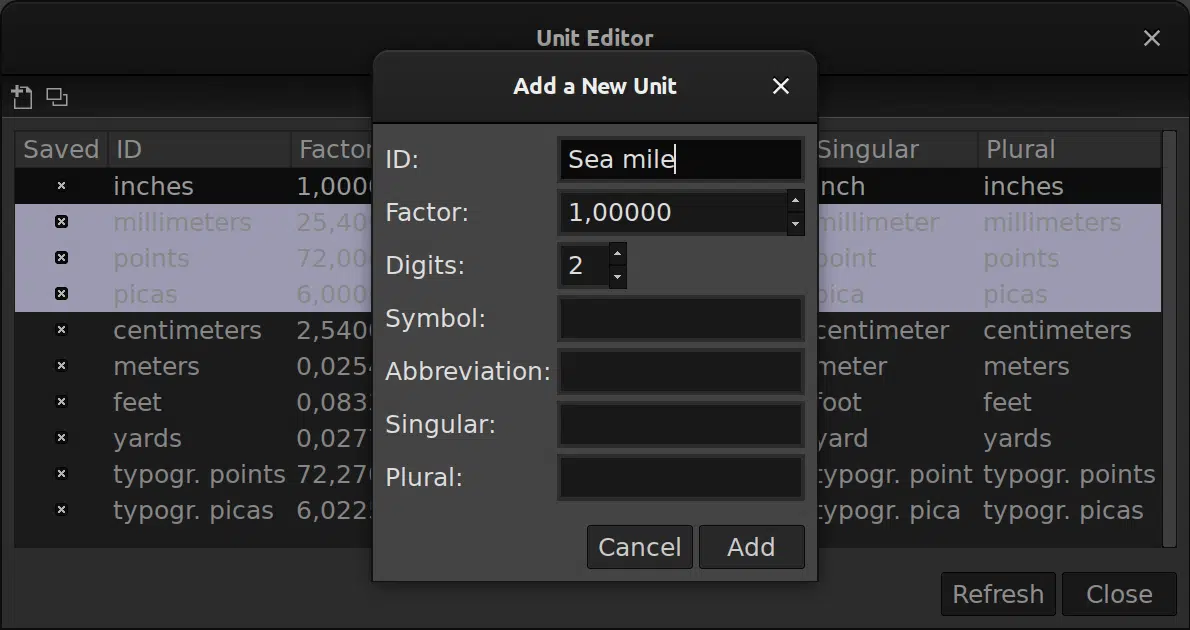 Unit Editor
Add a New Unit
Saved ID Factor Singular Plural
inches 1,0000 nch inches
millimeters 25,40 millimeter millimeters
points 72,00 point points
picas 6,000 pica picas
centimeters 2,540 centimeter centimeters
meters 0,0254 meter meters
feet 0,083 foot feet
yards 0,027 yard yards
typogr. points 72,270 typogr. point typogr. points
typogr. picas 6,022 typogr. pica typogr. picas
ID: Sea mile
Factor: 1,00000
Digits: 2
Symbol:
Abbreviation:
Singular:
Plural:
Cancel Add
Refresh Close